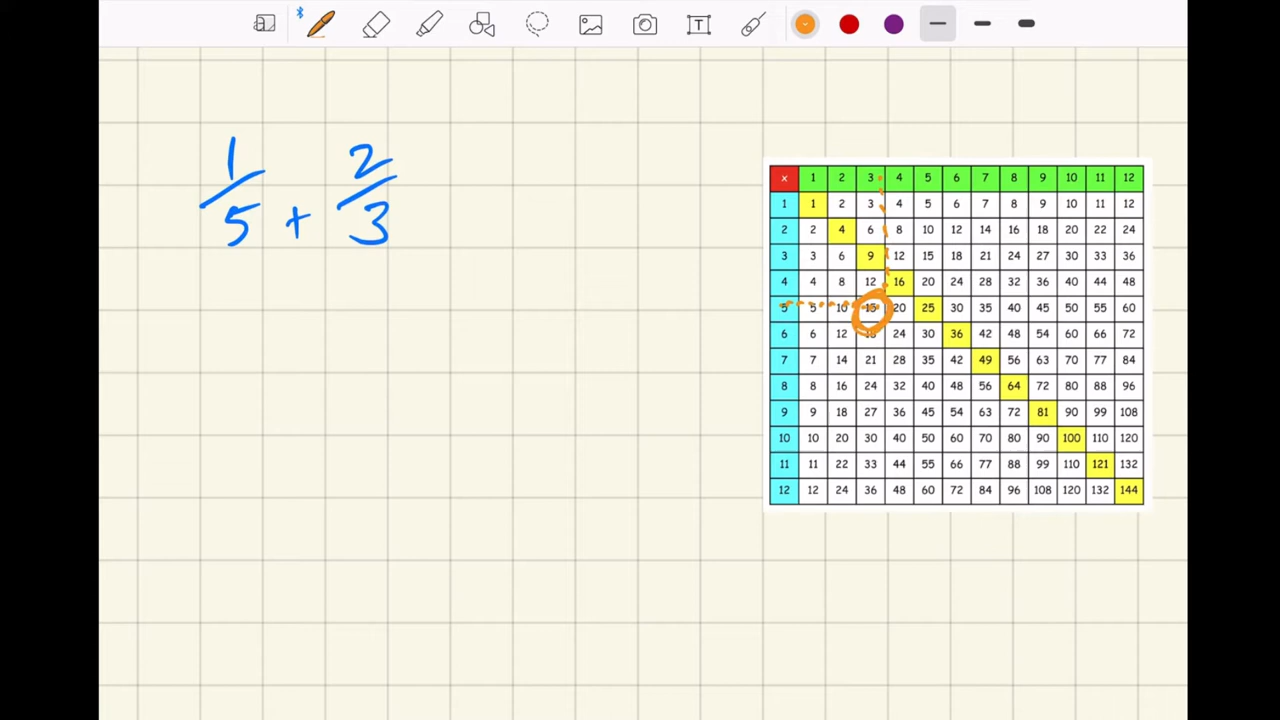 T
1/5 + 2/3
x 1 2 3 4 5 6 7 8 9 10 11 12
1 1 2 3 4 5 6 7 8 9 10 11 12
2 2 4 6 8 10 12 14 16 18 20 22 24
3 3 6 9 12 15 18 21 24 27 30 33 36
4 4 8 12 16 20 24 28 32 36 40 44 48
5 5 10 15 20 25 30 35 40 45 50 55 60
6 6 12 18 24 30 36 42 48 54 60 66 72
7 7 14 21 28 35 42 49 56 63 70 77 84
8 8 16 24 32 40 48 56 64 72 80 88 96
9 9 18 27 36 45 54 63 72 81 90 99 108
10 10 20 30 40 50 60 70 80 90 100 110 120
11 11 22 33 44 55 66 77 88 99 110 121 132
12 12 24 36 48 60 72 84 96 108 120 132 144